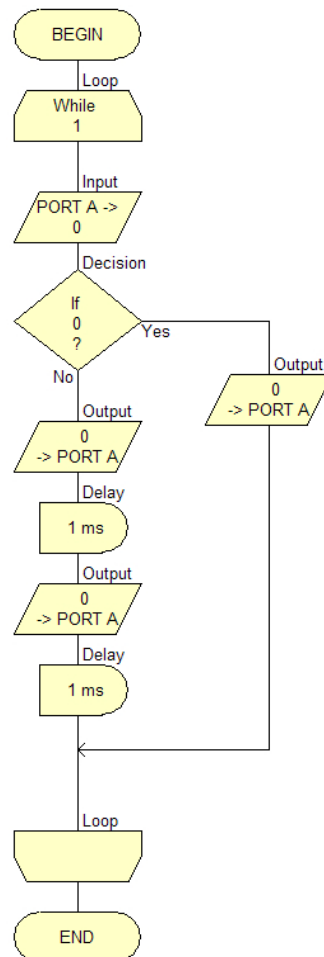 BEGIN
Loop
While
1
Input
PORT A ->
0
Decision
If
0
?
Yes
No
Output
0
-> PORT A
Output
0
-> PORT A
Delay
1 ms
Output
0
-> PORT A
Delay
1 ms
Loop
END